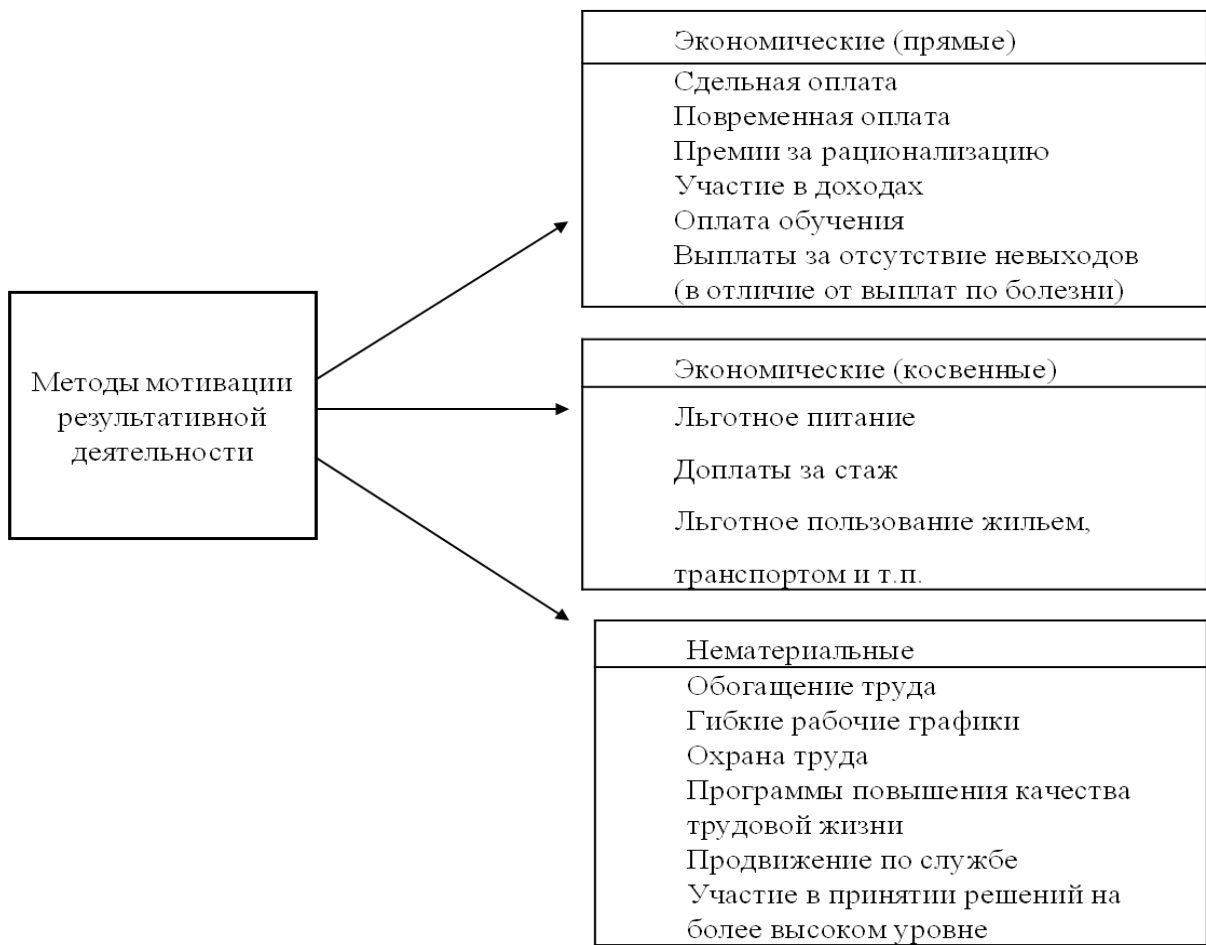 Методы мотивации
результативной
деятельности
Экономические (прямые)
Сдельная оплата
Повременная оплата
Премии за рационализацию
Участие в доходах
Оплата обучения
Выплаты за отсутствие невыходов
(в отличие от выплат по болезни)
Экономические (косвенные)
Льготное питание
Доплаты за стаж
Льготное пользование жильем,
транспортом и т.п.
Нематериальные
Обогащение труда
Гибкие рабочие графики
Охрана труда
Программы повышения качества
трудовой жизни
Продвижение по службе
Участие в принятии решений на
более высоком уровне